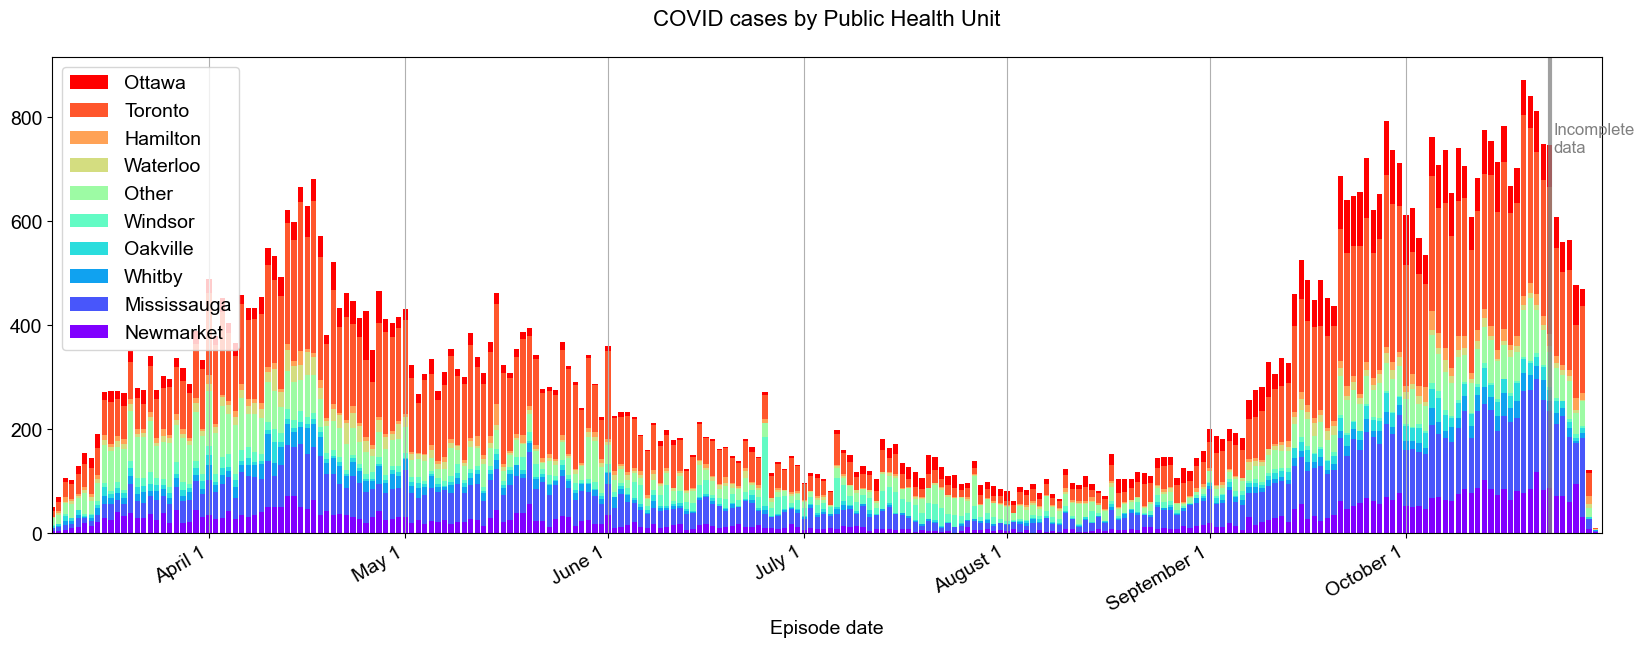 COVID cases by Public Health Unit
Ottawa
Toronto
Hamilton
Waterloo
Other
Windsor
Oakville
Whitby
Mississauga
Newmarket
Incomplete
data
800
600
400
200
0
April 1
May 1
June 1
July 1
August 1
September 1
October 1
Episode date